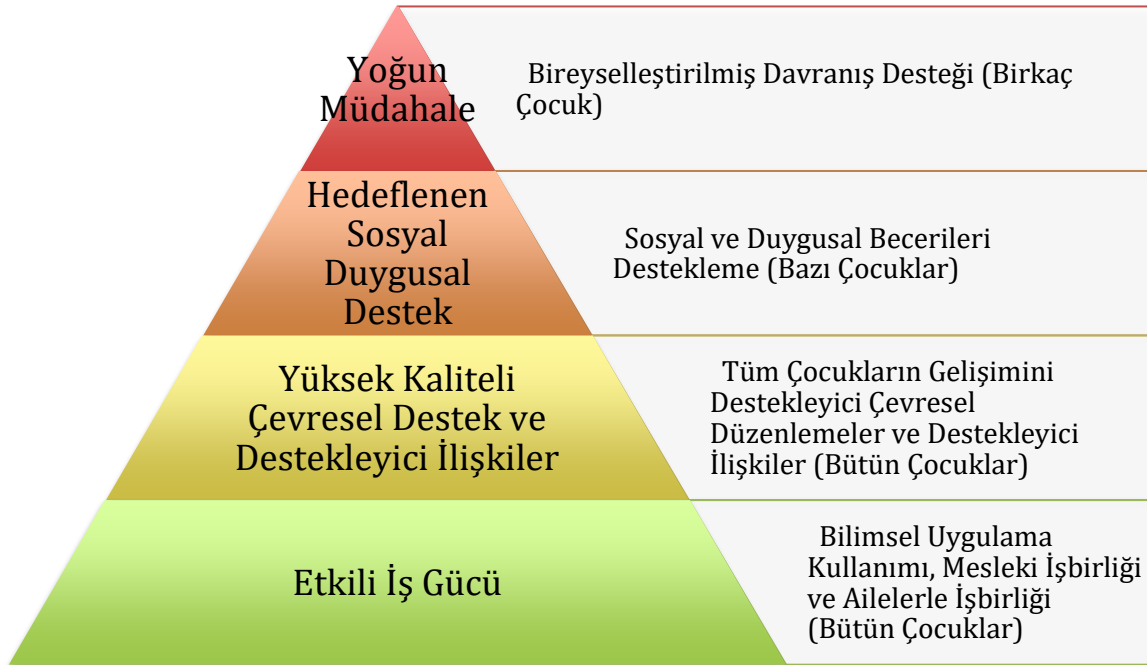 Yoğun
Müdahale
Bireyselleştirilmiş Davranış Desteği (Birkaç
Çocuk)
Hedeflenen
Sosyal
Duygusal
Destek
Sosyal ve Duygusal Becerileri
Destekleme (Bazı Çocuklar)
Yüksek Kaliteli
Çevresel Destek ve
Destekleyici İlişkiler
Tüm Çocukların Gelişimini
Destekleyici Çevresel
Düzenlemeler ve Destekleyici
İlişkiler (Bütün Çocuklar)
Etkili İş Gücü
Bilimsel Uygulama
Kullanımı, Mesleki İşbirliği
ve Ailelerle İşbirliği
(Bütün Çocuklar)